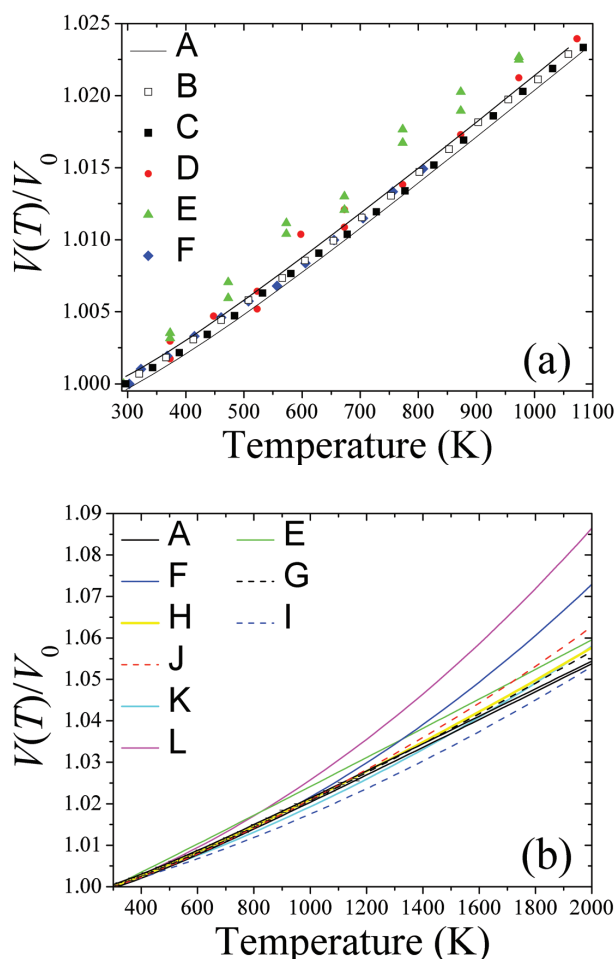 1.025
1.020
1.015
1.010
1.005
1.000
V(T)/V0
A
B
C
D
E
F
(a)
300 400 500 600 700 800 900 1000 1100
Temperature (K)
1.09
1.08
1.07
1.06
1.05
1.04
1.03
1.02
1.01
1.00
V(T)/V0
A E
F G
H I
J
K
L
(b)
400 600 800 1000 1200 1400 1600 1800 2000
Temperature (K)